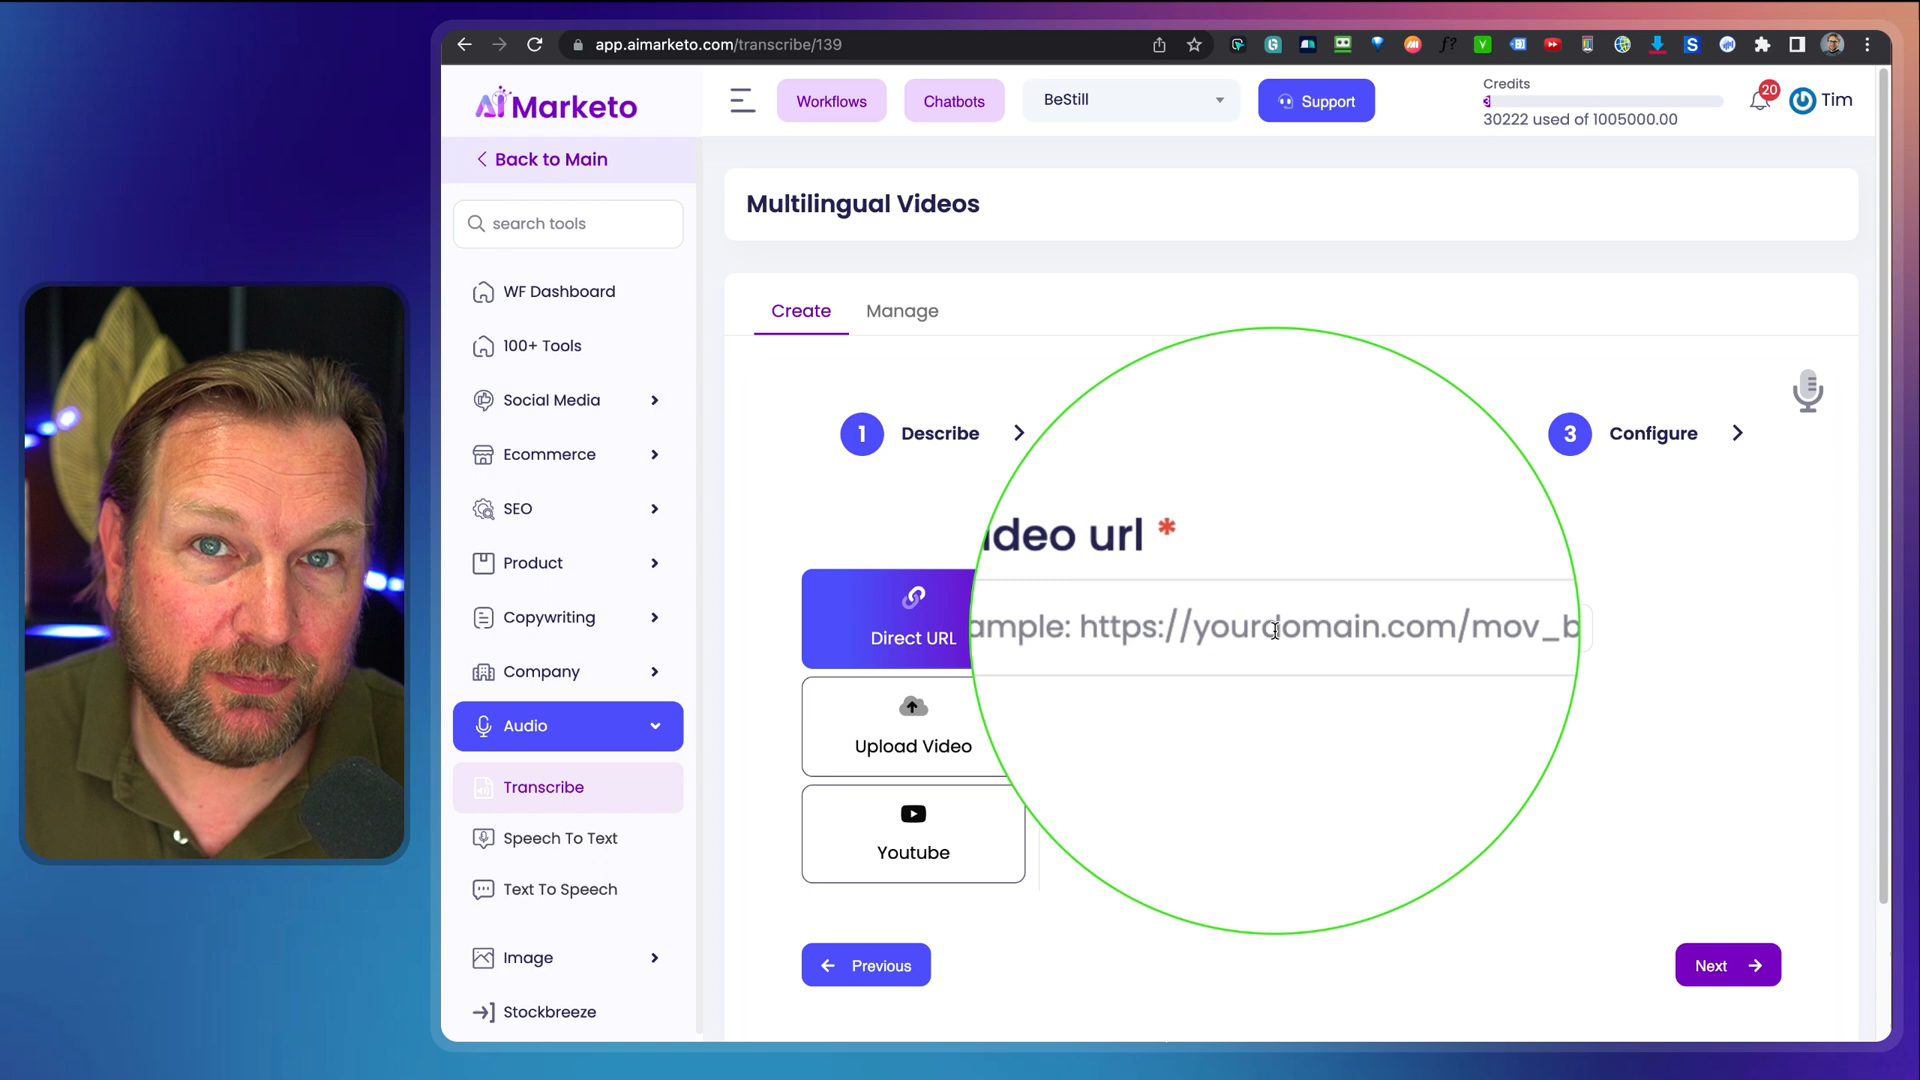 app.aimarketo.com/transcribe/139
AiMarketo
Workflows
Chatbots
BeStill
Support
Credits
30222 used of 1005000.00
20
Tim
Back to Main
search tools
WF Dashboard
100+ Tools
Social Media
Ecommerce
SEO
Product
Copywriting
Company
Audio
Transcribe
Speech To Text
Text To Speech
Image
Stockbreeze
Multilingual Videos
Create
Manage
1 Describe
3 Configure
ideo url *
ample: https://yourdomain.com/mov_b
Direct URL
Upload Video
Youtube
Previous
Next